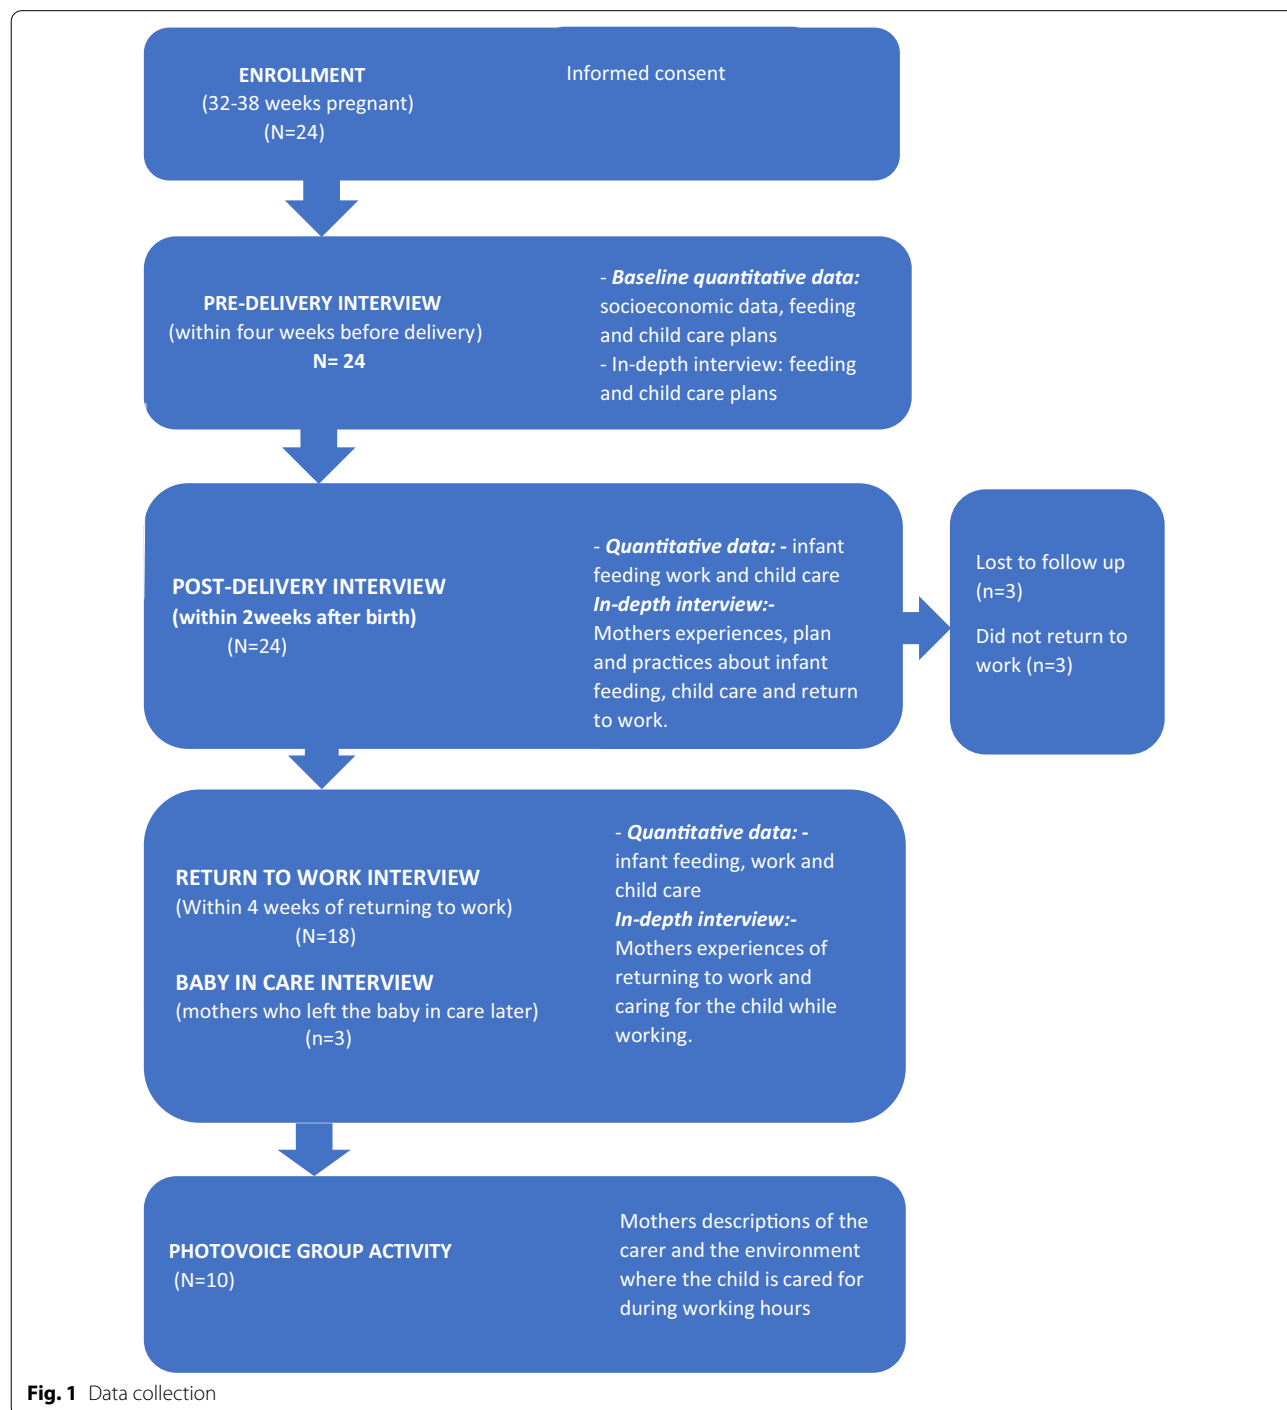 ENROLLMENT
(32-38 weeks pregnant)
(N=24)
Informed consent
PRE-DELIVERY INTERVIEW
(within four weeks before delivery)
N= 24
- Baseline quantitative data:
socioeconomic data, feeding
and child care plans
- In-depth interview: feeding
and child care plans
POST-DELIVERY INTERVIEW
(within 2weeks after birth)
(N=24)
- Quantitative data: - infant
feeding work and child care
In-depth interview:-
Mothers experiences, plan
and practices about infant
feeding, child care and return
to work.
Lost to follow up
(n=3)
Did not return to
work (n=3)
RETURN TO WORK INTERVIEW
(Within 4 weeks of returning to work)
(N=18)
BABY IN CARE INTERVIEW
(mothers who left the baby in care later)
(n=3)
- Quantitative data: -
infant feeding, work and
child care
In-depth interview:-
Mothers experiences of
returning to work and
caring for the child while
working.
PHOTOVOICE GROUP ACTIVITY
(N=10)
Mothers descriptions of the
carer and the environment
where the child is cared for
during working hours
Fig. 1 Data collection